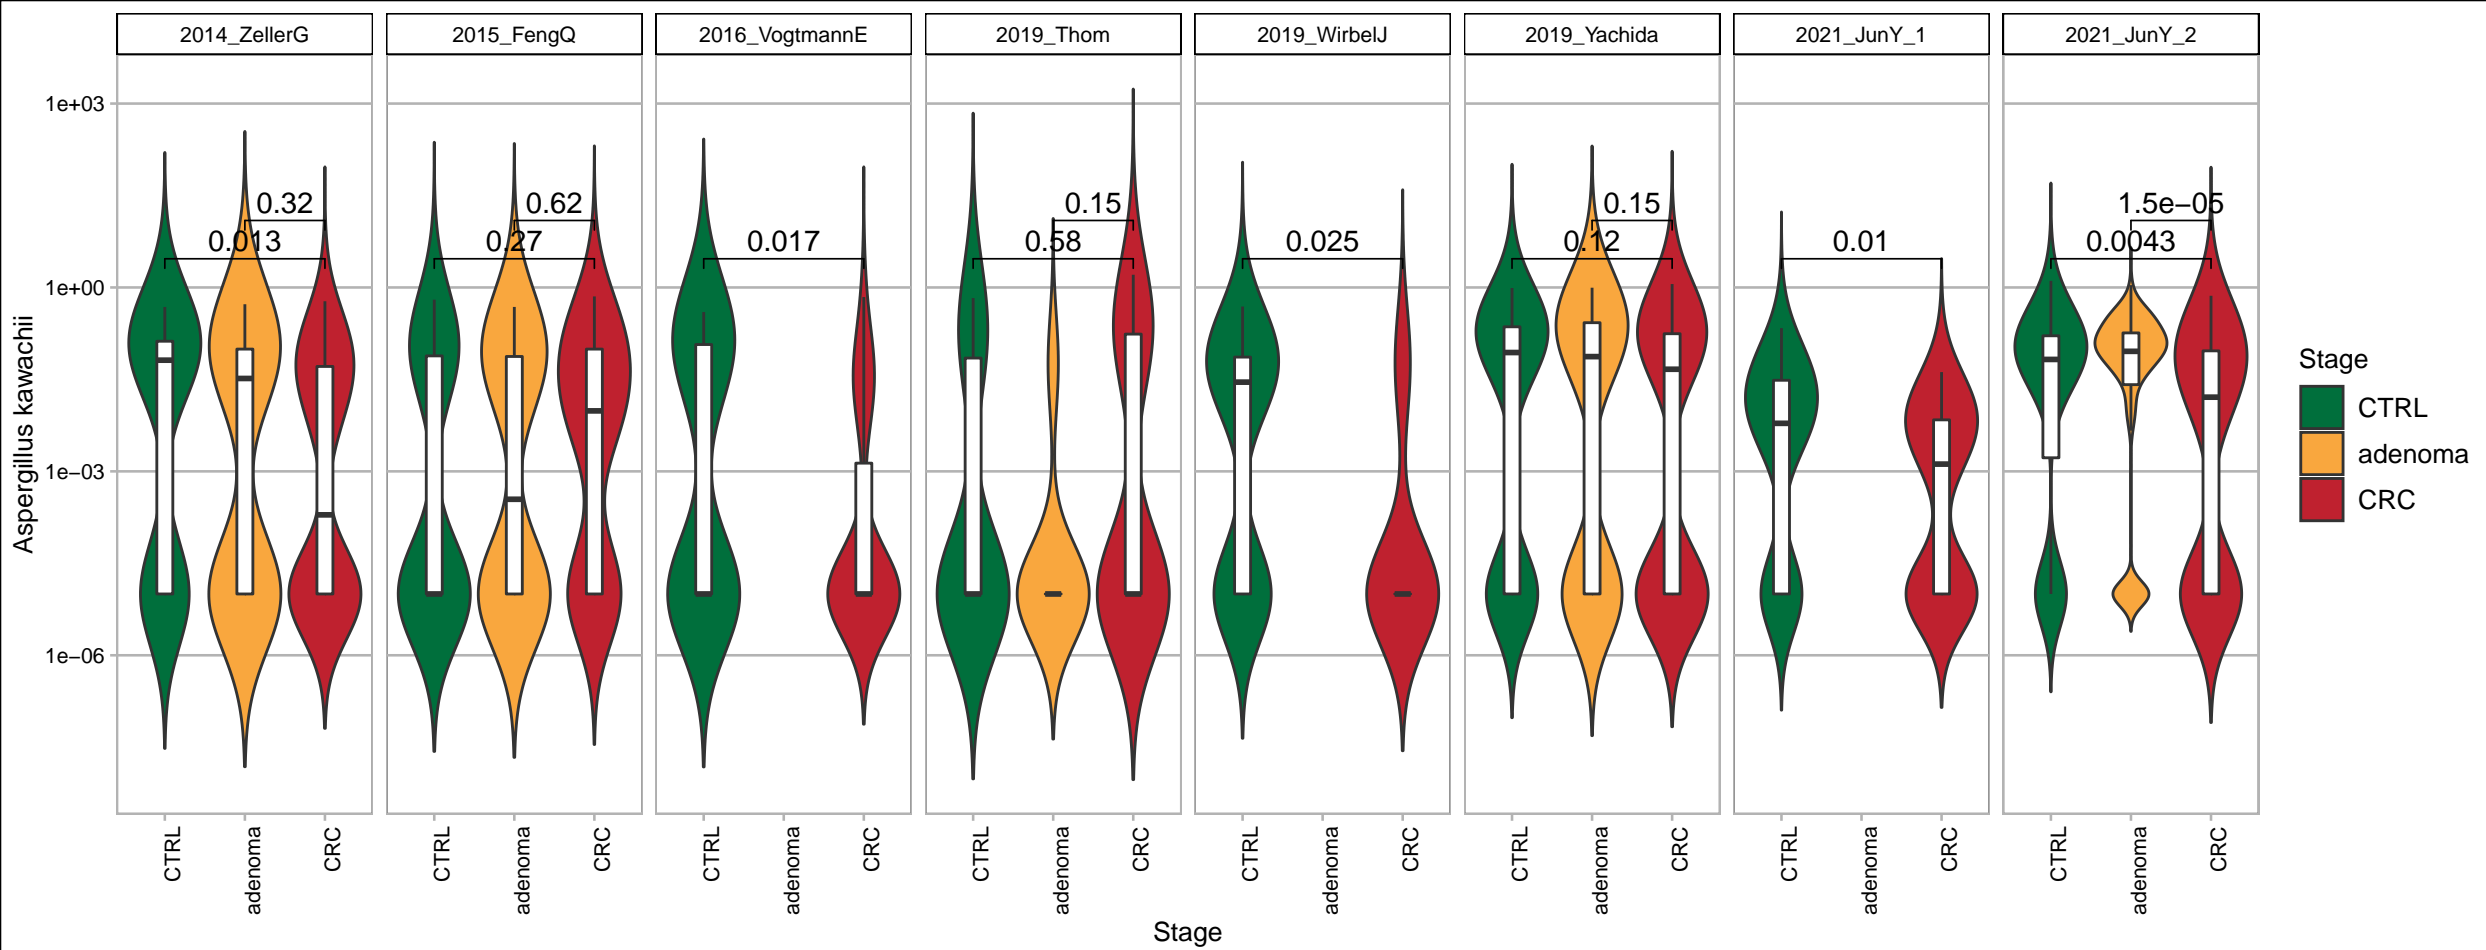 2014_ZellerG
2015_FengQ
2016_VogtmannE
2019_Thom
2019_WirbelJ
2019_Yachida
2021_JunY_1
2021_JunY_2
Aspergillus kawachii
1e+03
1e+00
1e−03
1e−06
0.32
0.013
0.62
0.27
0.017
0.15
0.58
0.025
0.15
0.12
0.01
1.5e−05
0.0043
CTRL
adenoma
CRC
CTRL
adenoma
CRC
CTRL
adenoma
CRC
CTRL
adenoma
CRC
CTRL
adenoma
CRC
CTRL
adenoma
CRC
CTRL
adenoma
CRC
CTRL
adenoma
CRC
Stage
Stage
CTRL
adenoma
CRC